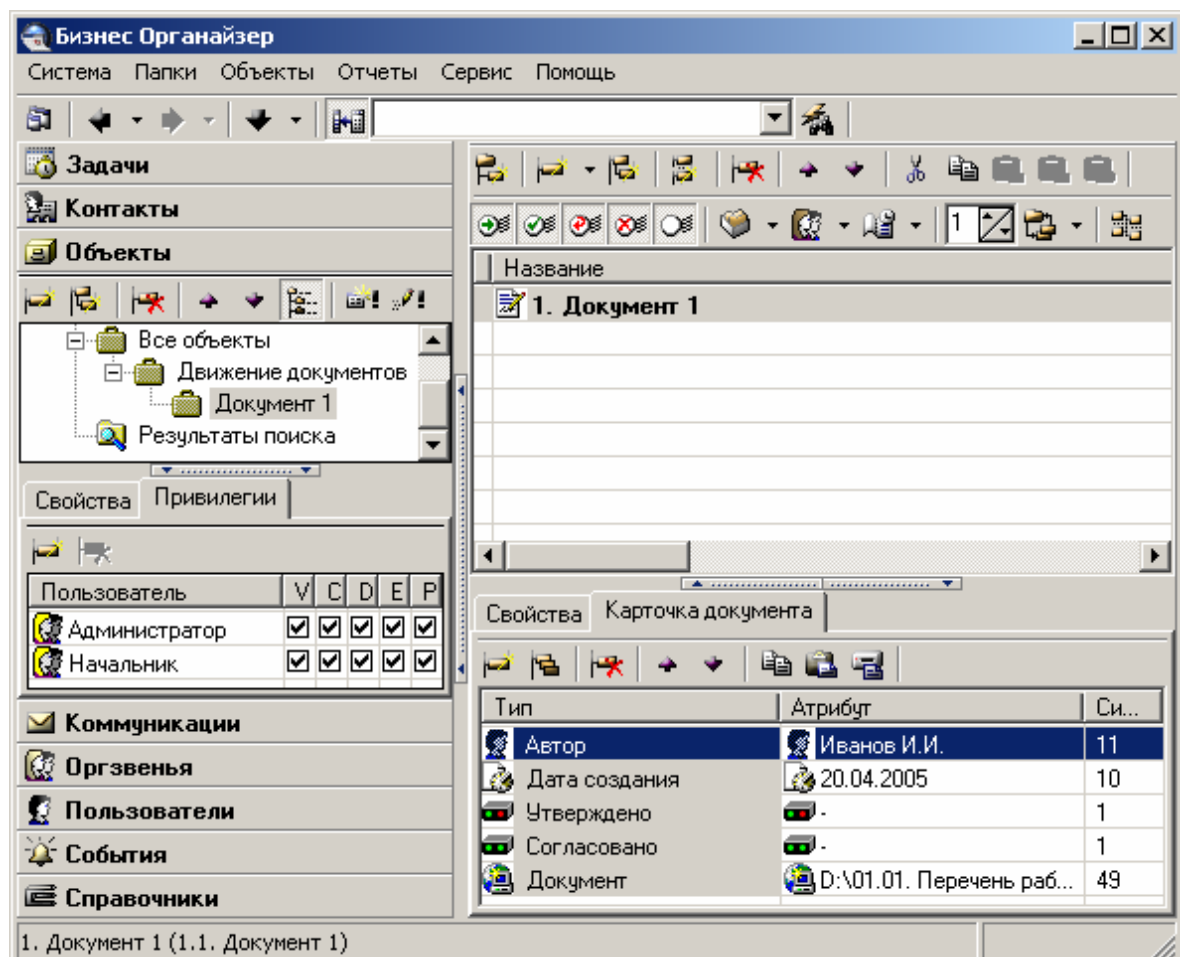 Бизнес Органайзер
Система Папки Объекты Отчеты Сервис Помощь
Задачи
Контакты
Объекты
Все объекты
Движение документов
Документ 1
Результаты поиска
Свойства Привилегии
Пользователь V C D E P
Администратор
Начальник
Коммуникации
Оргзвенья
Пользователи
События
Справочники
1
Название
1. Документ 1
Свойства Карточка документа
Тип Атрибут Си...
Автор Иванов И.И. 11
Дата создания 20.04.2005 10
Утверждено - 1
Согласовано - 1
Документ D:\01.01. Перечень раб... 49
1. Документ 1 (1.1. Документ 1)